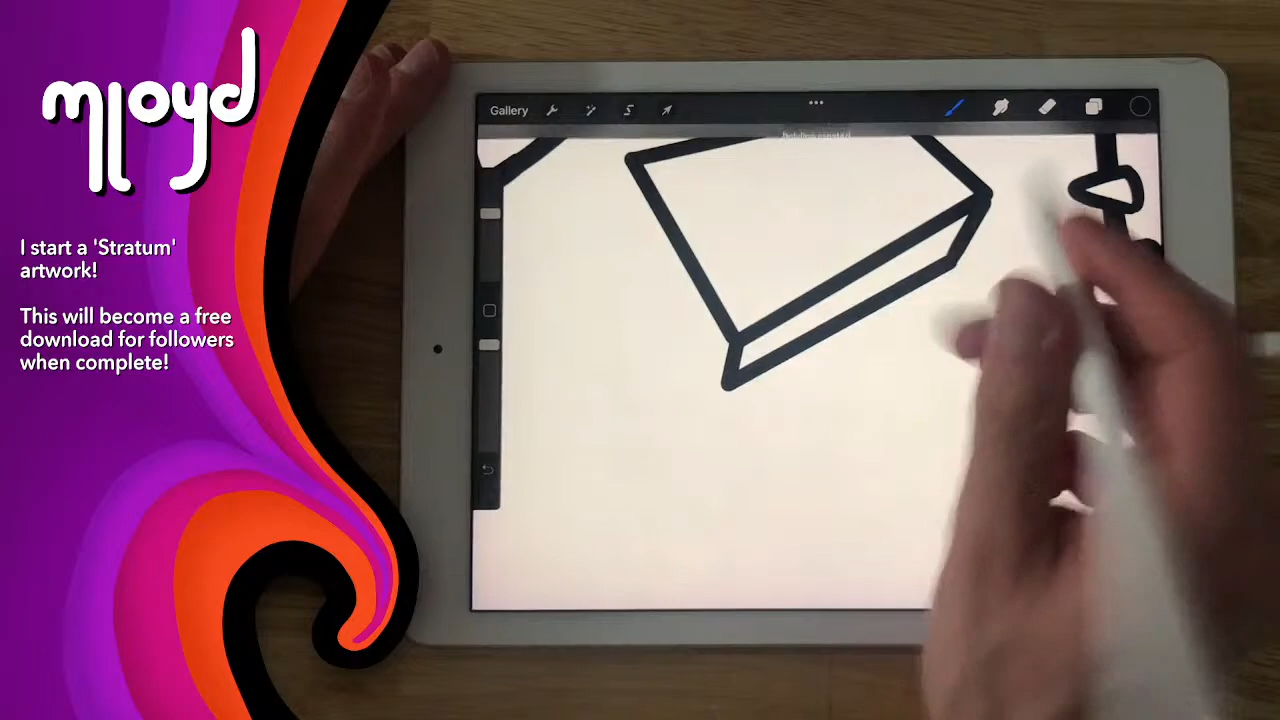 mloyd
I start a 'Stratum'
artwork!
This will become a free
download for followers
when complete!
Gallery